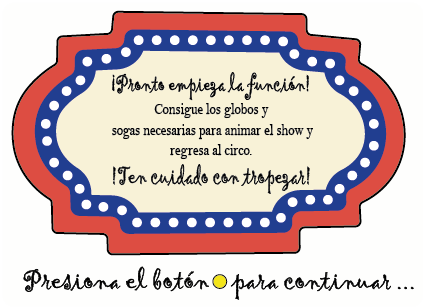 ¡Pronto empieza la función!
Consigue los globos y
sogas necesarias para animar el show y
regresa al circo.
¡Ten cuidado con tropezar!
Presiona el botón para continuar ...